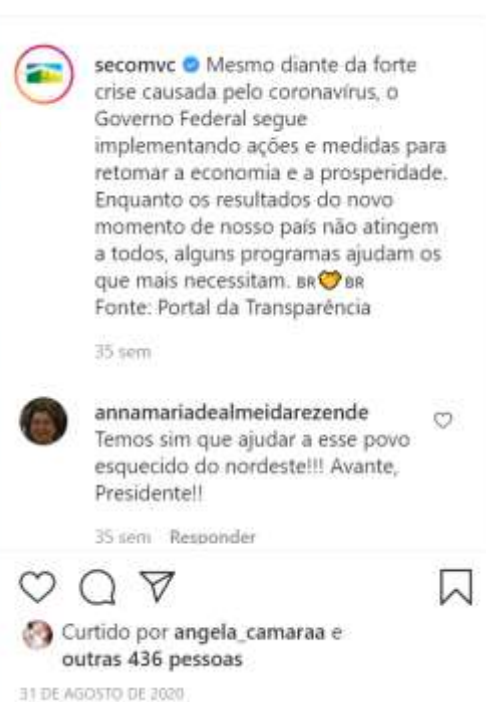 secomvc Mesmo diante da forte
crise causada pelo coronavírus, o
Governo Federal segue
implementando ações e medidas para
retomar a economia e a prosperidade.
Enquanto os resultados do novo
momento de nosso país não atingem
a todos, alguns programas ajudam os
que mais necessitam. BR🤝BR
Fonte: Portal da Transparência
35 sem
annamariadealmeidarezende
Temos sim que ajudar a esse povo
esquecido do nordeste!!! Avante,
Presidente!!
35 sem Responder
Curtido por angela_camaraa e
outras 436 pessoas
31 DE AGOSTO DE 2020